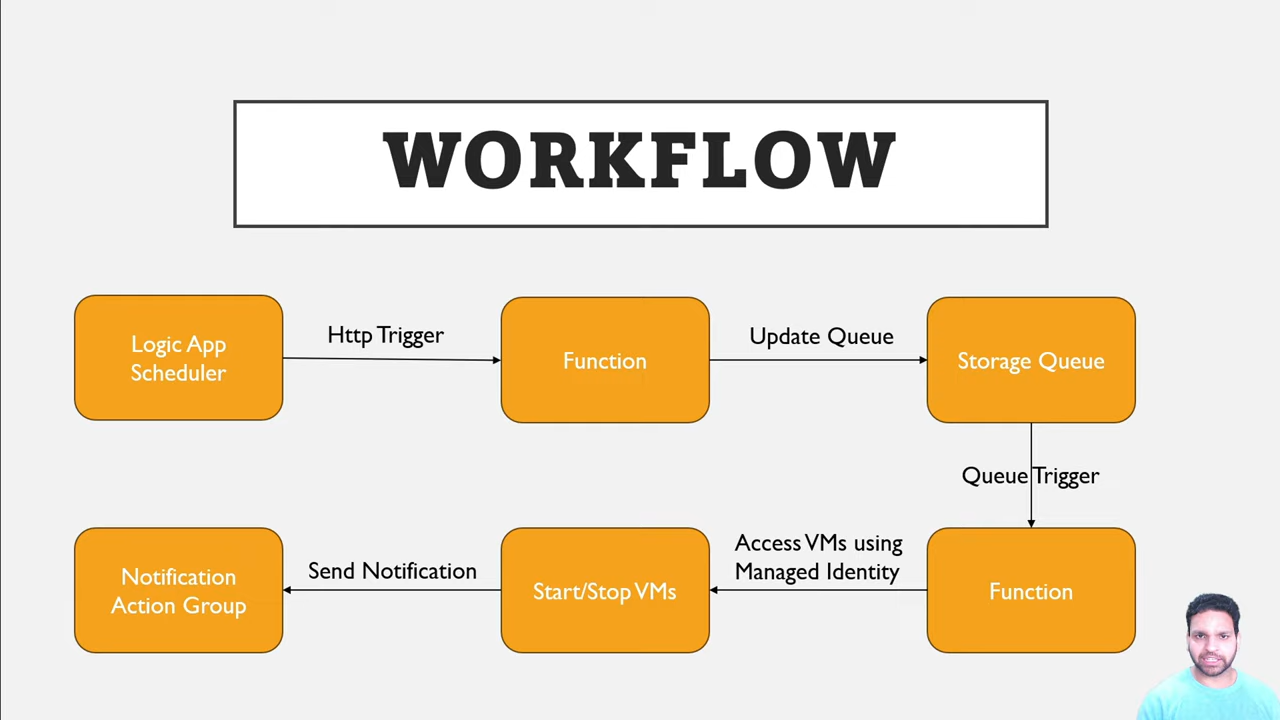 WORKFLOW
Logic App
Scheduler
Http Trigger
Function
Update Queue
Storage Queue
Queue Trigger
Notification
Action Group
Send Notification
Start/Stop VMs
Access VMs using
Managed Identity
Function